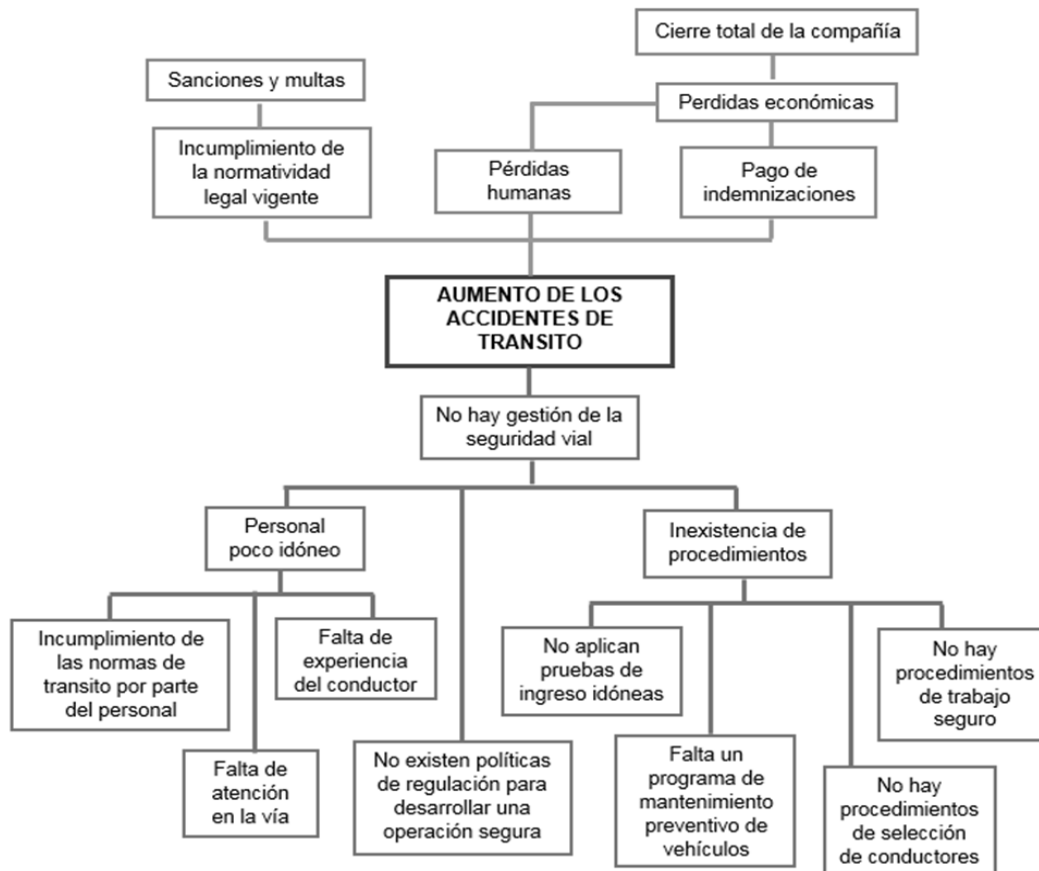 Cierre total de la compañía
Sanciones y multas
Perdidas económicas
Incumplimiento de
la normatividad
legal vigente
Pérdidas
humanas
Pago de
indemnizaciones
AUMENTO DE LOS
ACCIDENTES DE
TRANSITO
No hay gestión de la
seguridad vial
Personal
poco idóneo
Inexistencia de
procedimientos
Incumplimiento de
las normas de
transito por parte
del personal
Falta de
experiencia
del conductor
No aplican
pruebas de
ingreso idóneas
No hay
procedimientos
de trabajo
seguro
Falta de
atención
en la vía
No existen políticas
de regulación para
desarrollar una
operación segura
Falta un
programa de
mantenimiento
preventivo de
vehículos
No hay
procedimientos
de selección
de conductores